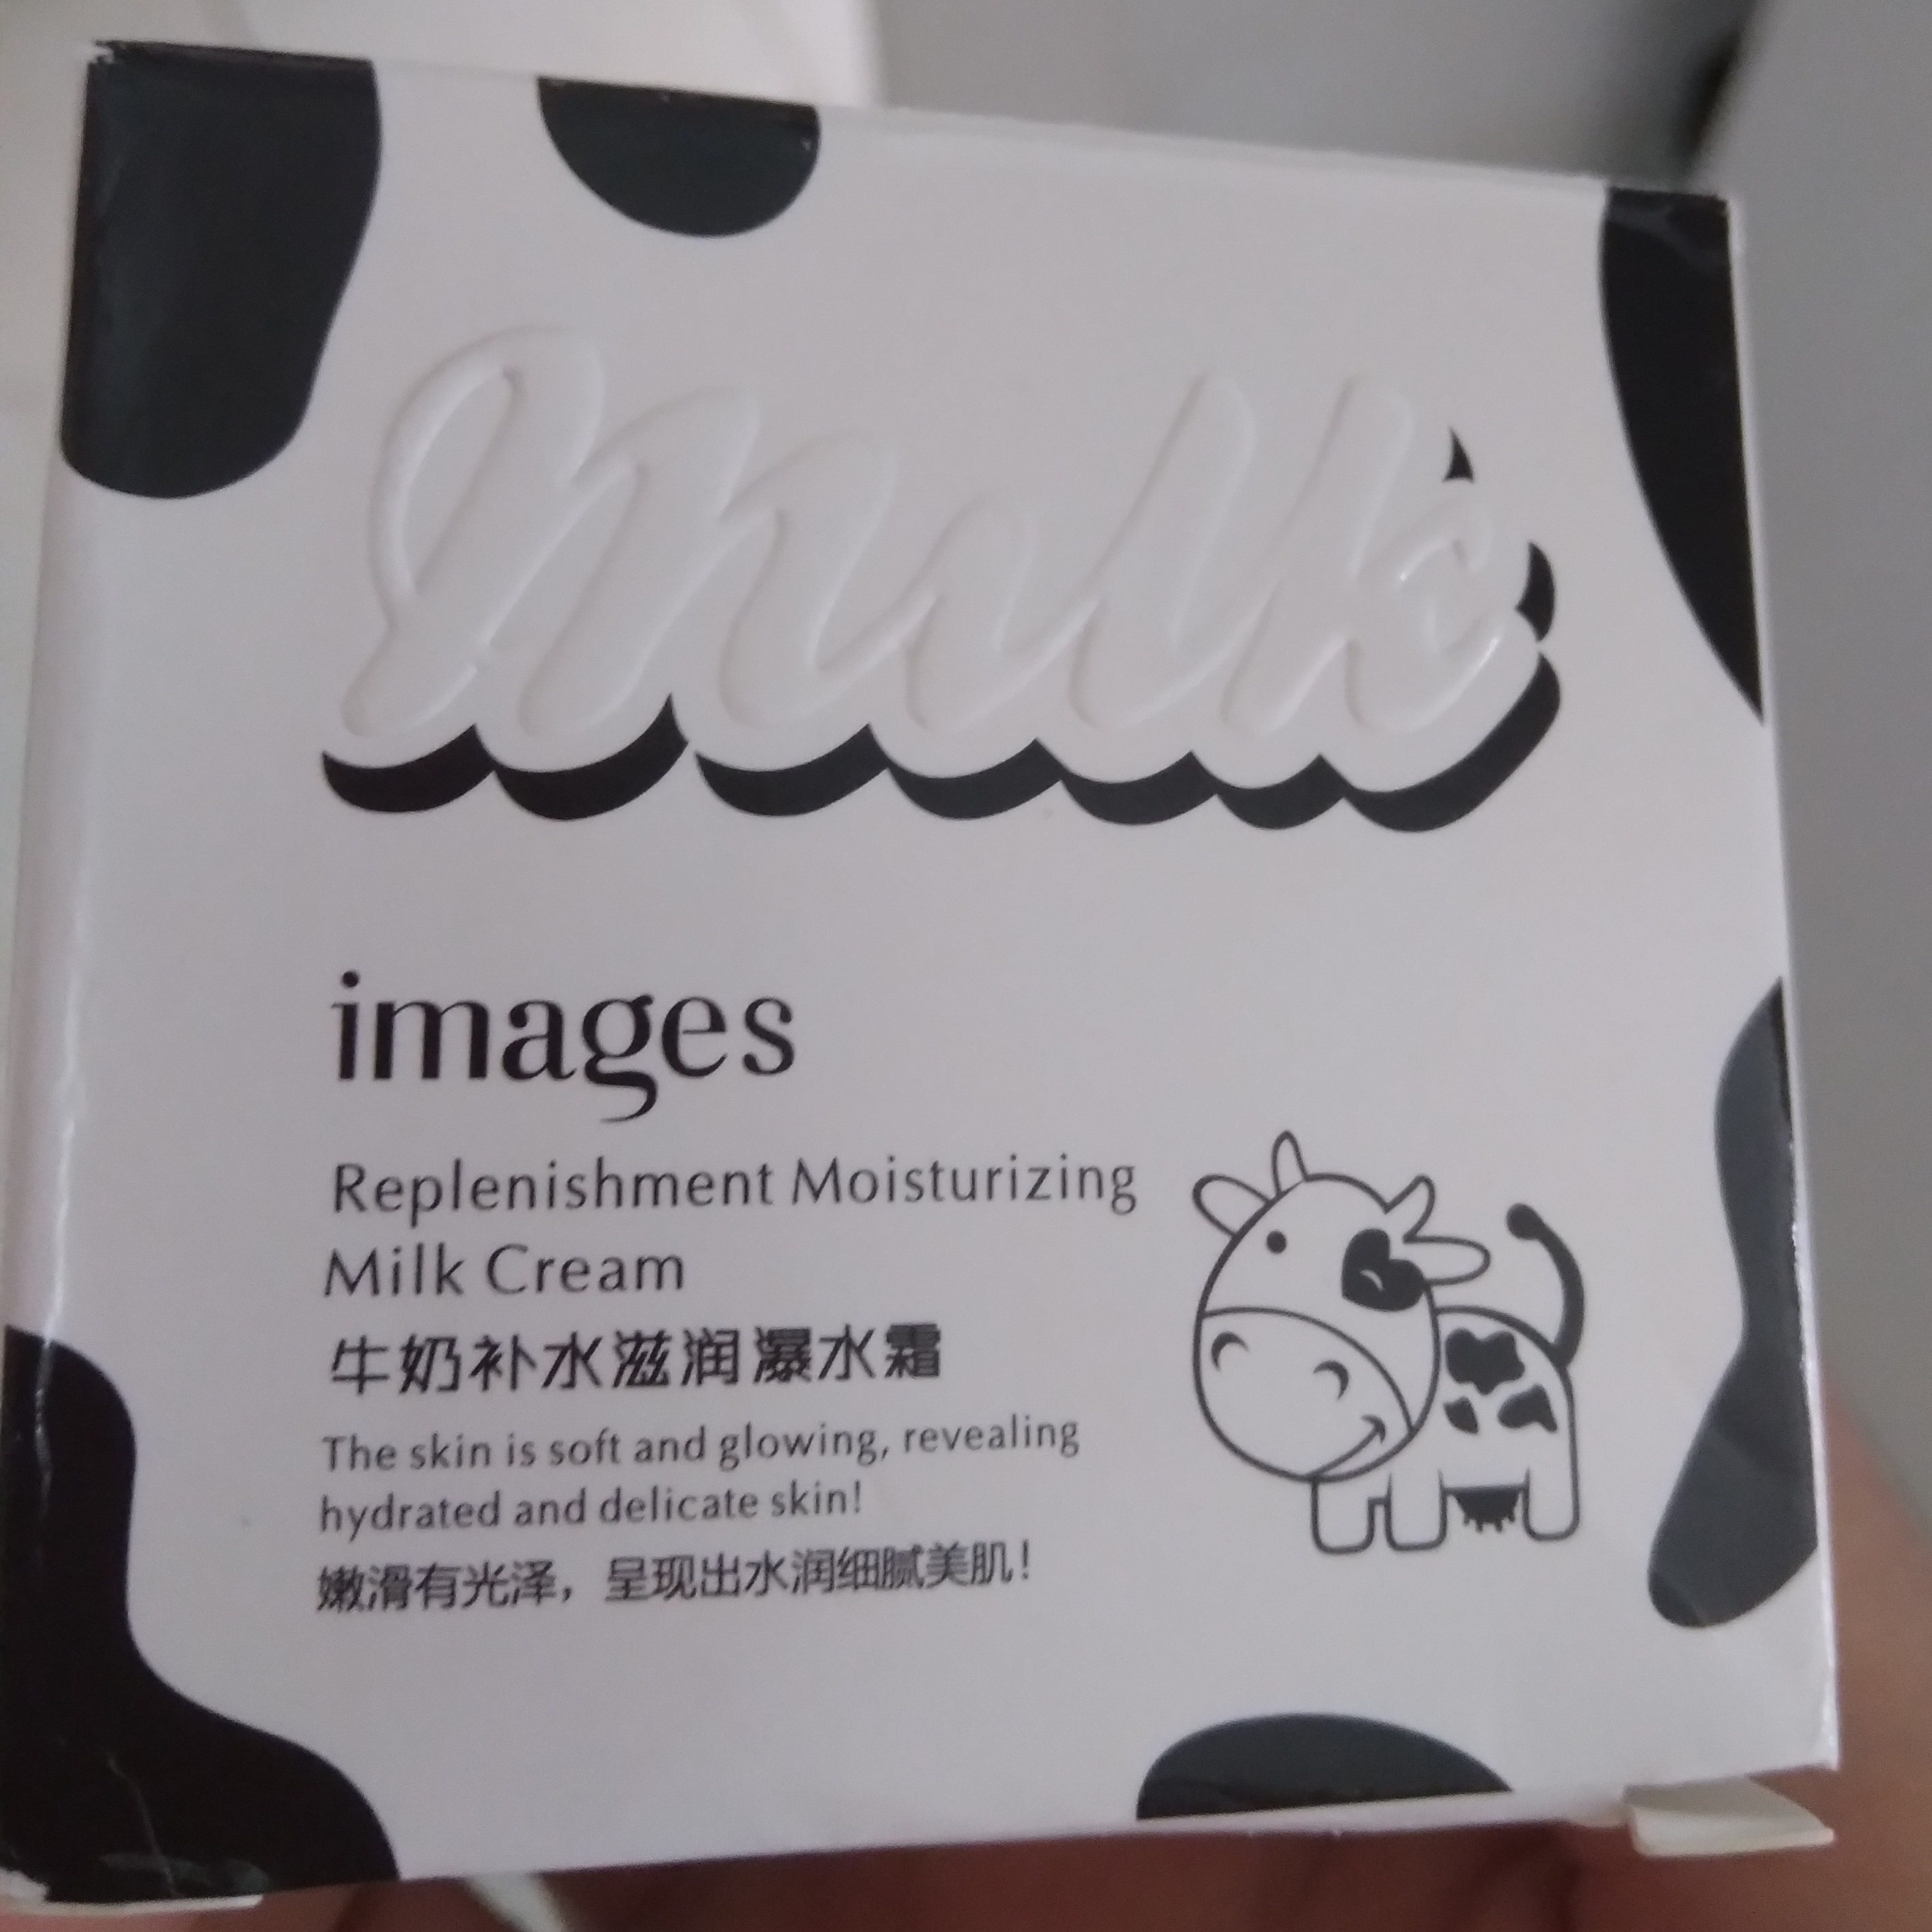 Milk
images
Replenishment Moisturizing
Milk Cream
牛奶补水滋润瀑水霜
The skin is soft and glowing, revealing
hydrated and delicate skin!
嫩滑有光泽，呈现出水润细腻美肌！